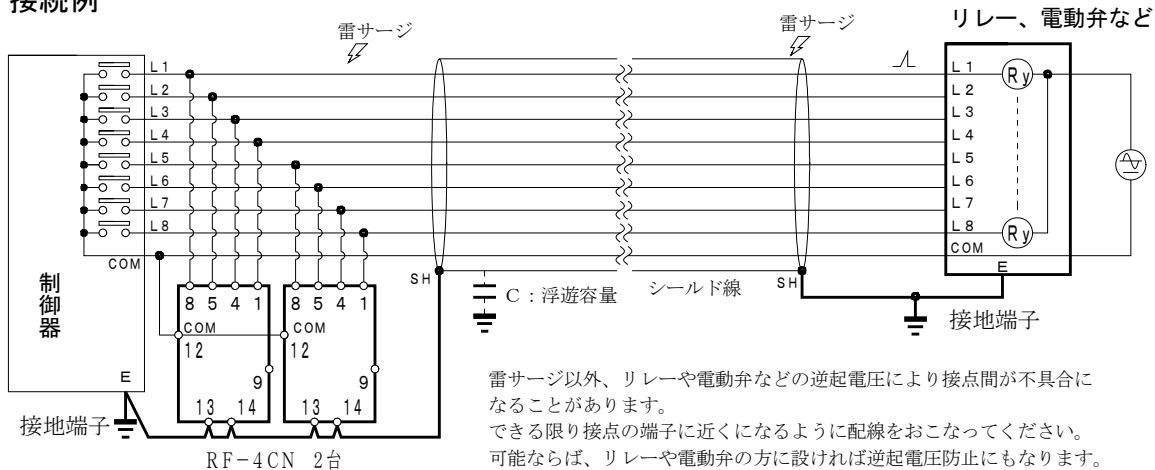 接続例
雷サージ
雷サージ
リレー、電動弁など
L1
L2
L3
L4
L5
L6
L7
L8
COM
制御器
E
接地端子
8 5 4 1
COM
12
9
13 14
8 5 4 1
COM
12
9
13 14
RF-4CN 2台
SH
C：浮遊容量
シールド線
SH
L1
L2
L3
L4
L5
L6
L7
L8
COM
E
Ry
Ry
接地端子
雷サージ以外、リレーや電動弁などの逆起電圧により接点間が不具合に
なることがあります。
できる限り接点の端子に近くになるように配線をおこなってください。
可能ならば、リレーや電動弁の方に設ければ逆起電圧防止にもなります。